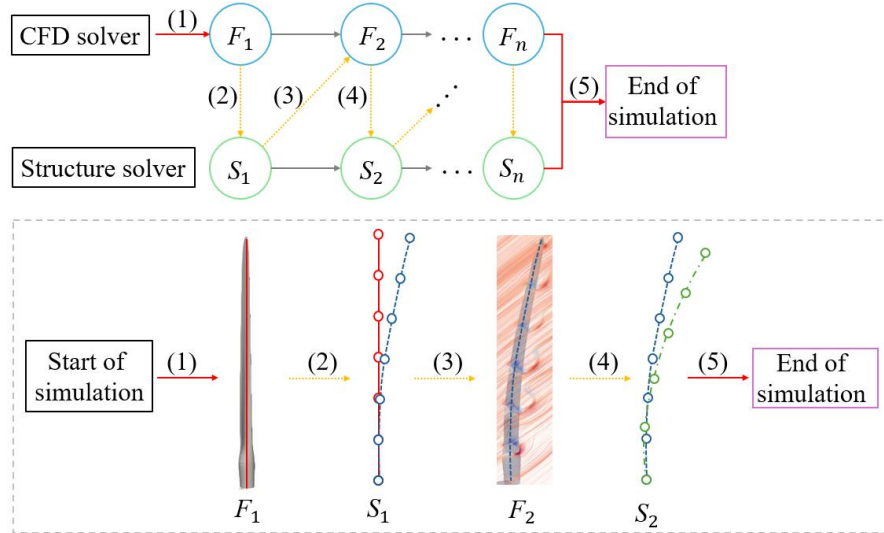 CFD solver
(1)
F₁
F₂
...
Fₙ
(2)
(3)
(4)
...
(5)
End of
simulation
Structure solver
S₁
S₂
...
Sₙ
Start of
simulation
(1)
(2)
(3)
(4)
(5)
End of
simulation
F₁
S₁
F₂
S₂